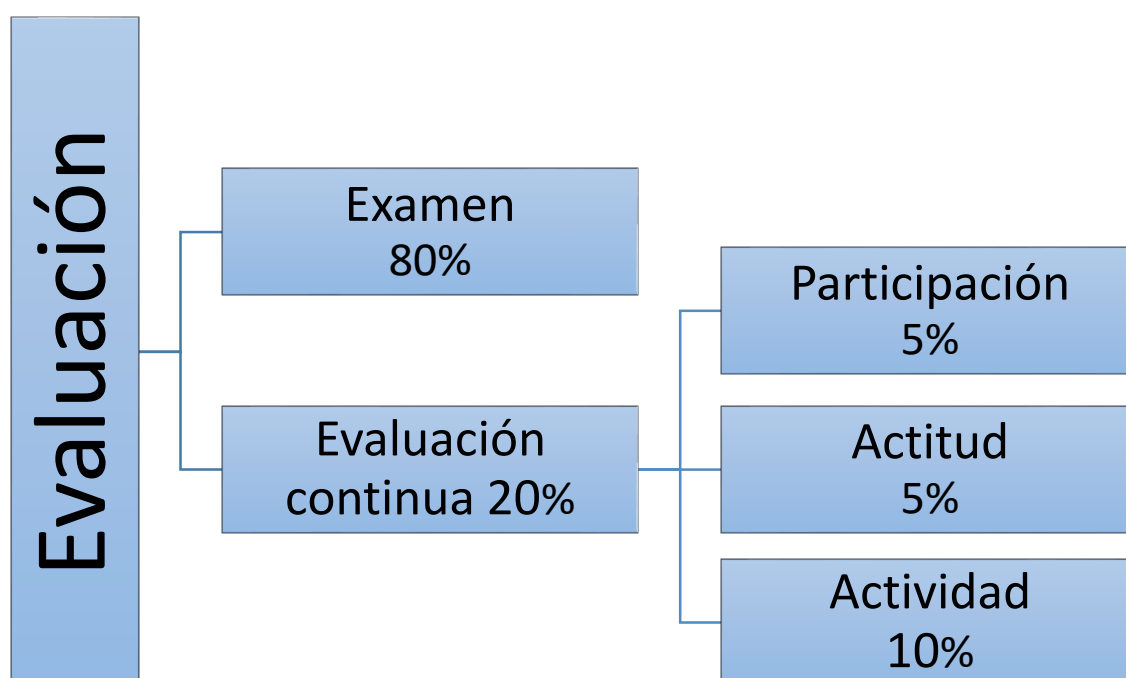 Evaluación
Examen
80%
Evaluación
continua 20%
Participación
5%
Actitud
5%
Actividad
10%